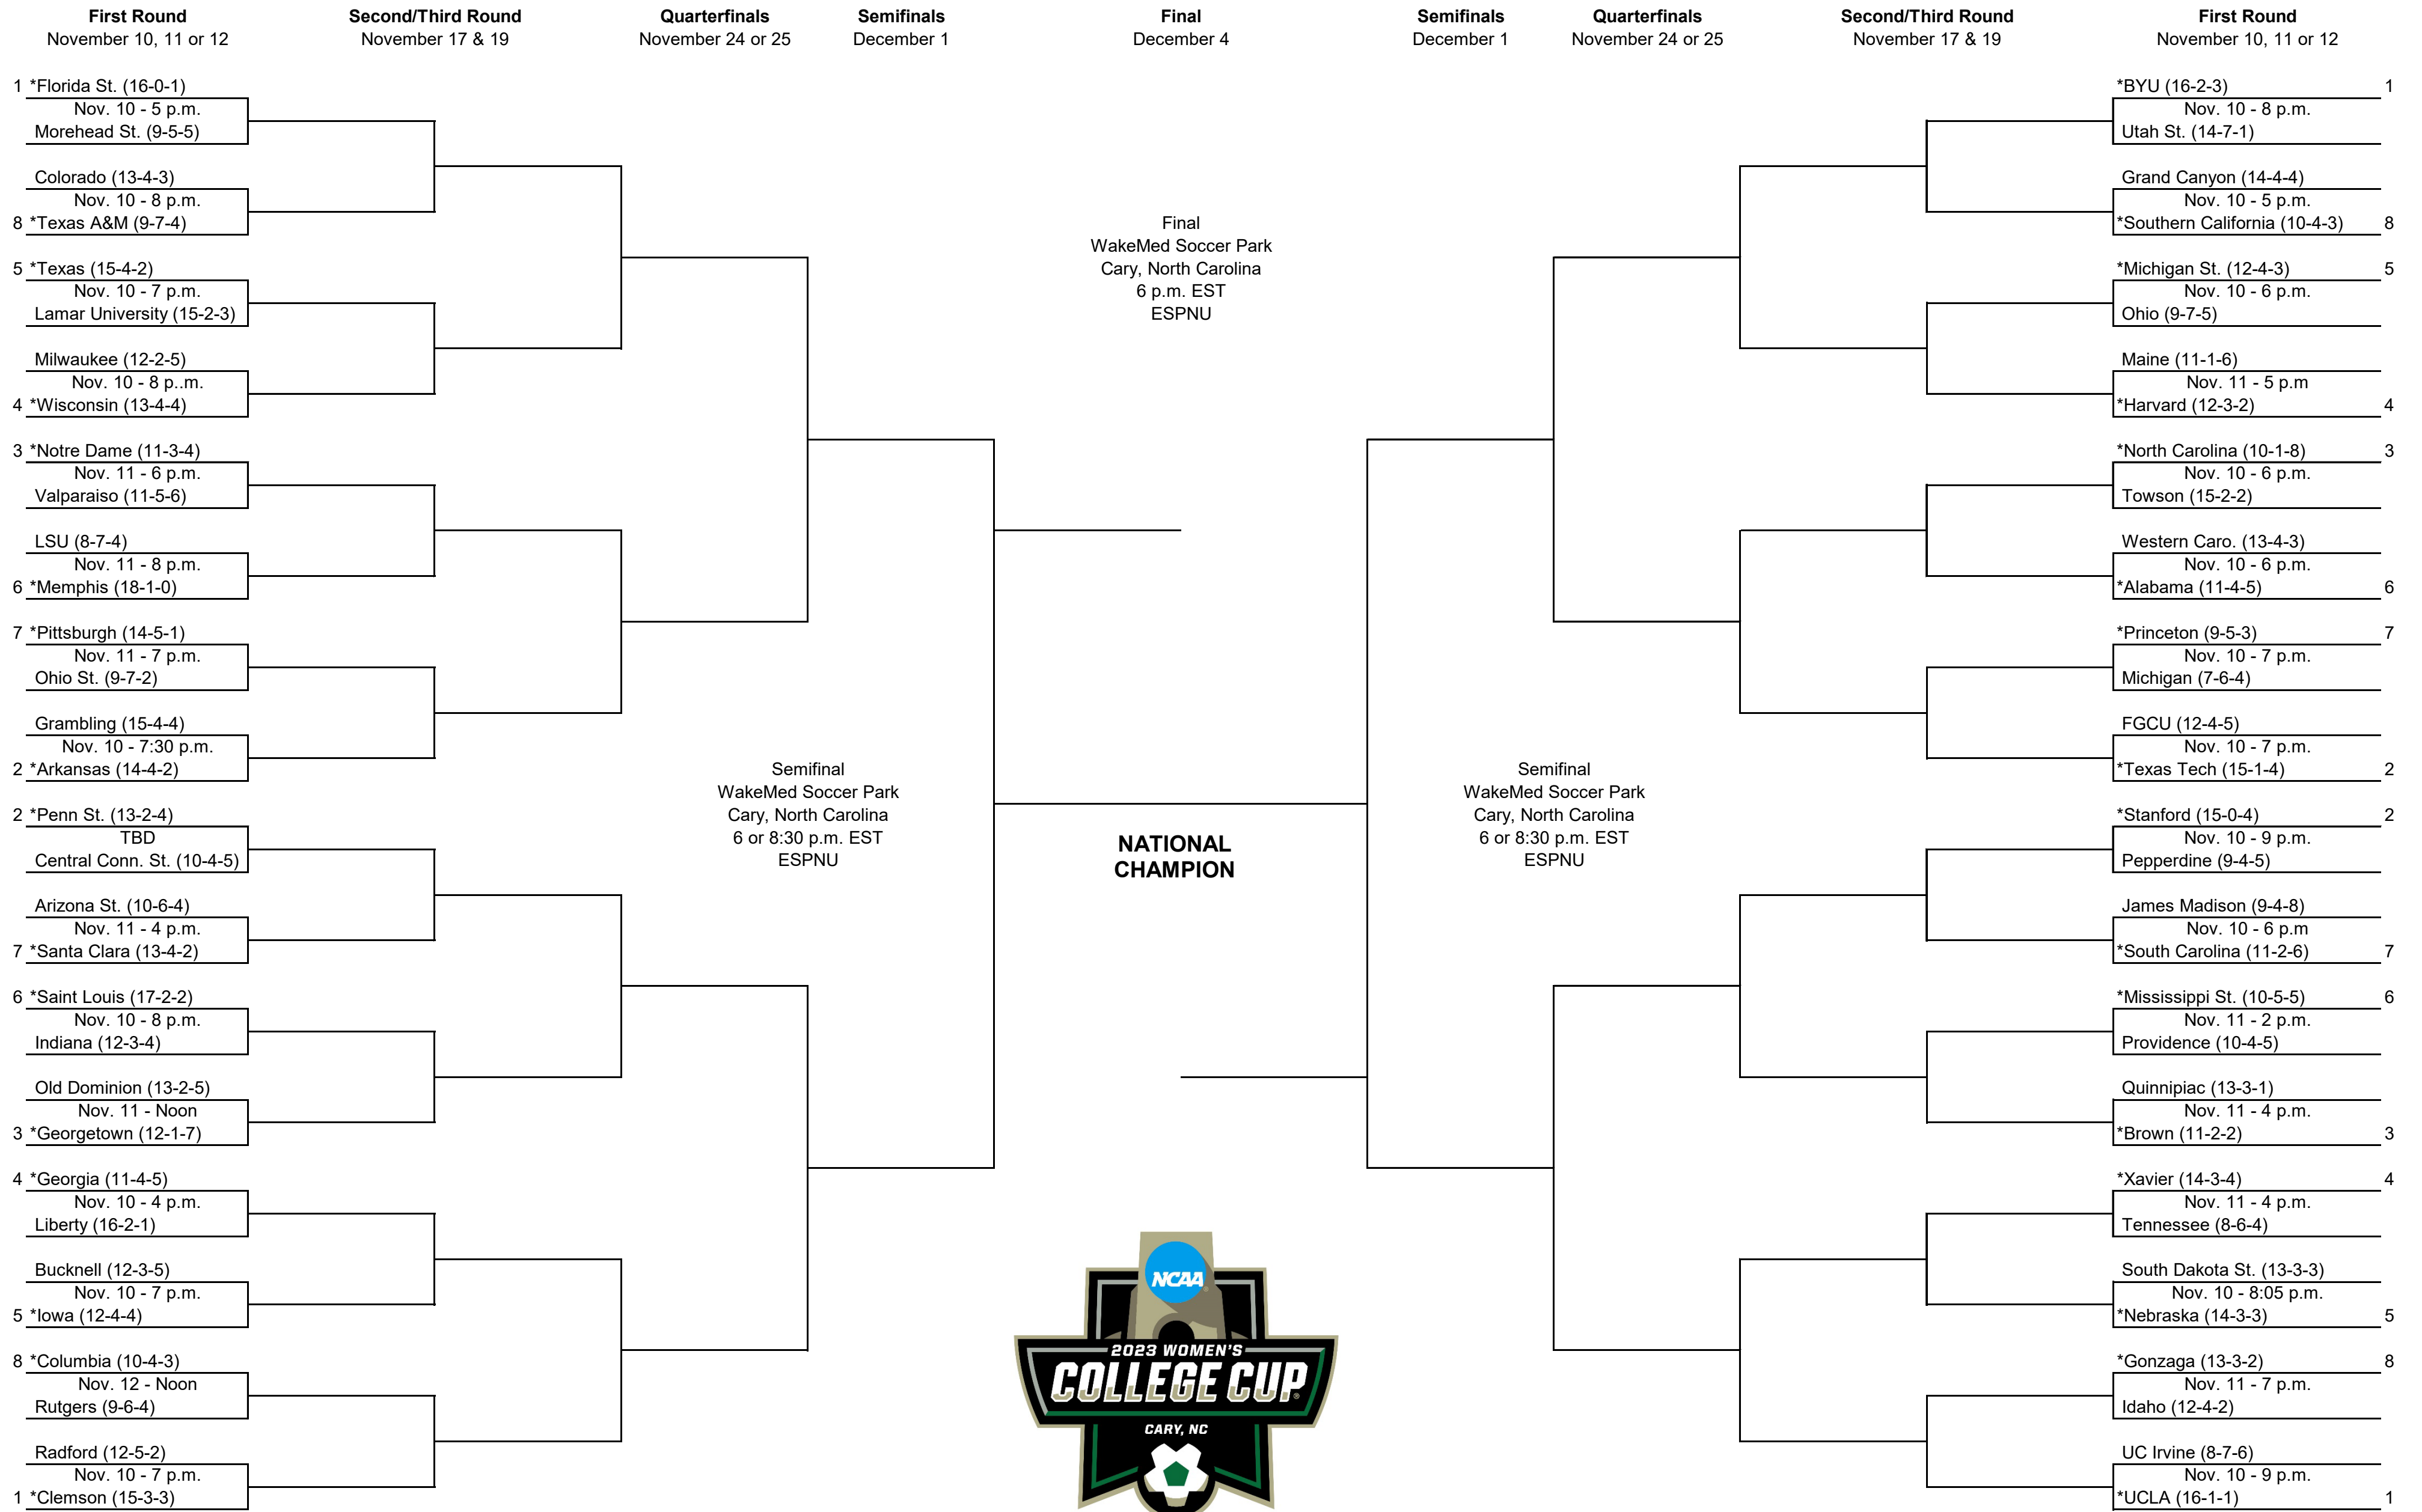 First Round
November 10, 11 or 12
Second/Third Round
November 17 & 19
Quarterfinals
November 24 or 25
Semifinals
December 1
Final
December 4
Semifinals
December 1
Quarterfinals
November 24 or 25
Second/Third Round
November 17 & 19
First Round
November 10, 11 or 12
1 *Florida St. (16-0-1)
Nov. 10 - 5 p.m.
Morehead St. (9-5-5)
Colorado (13-4-3)
Nov. 10 - 8 p.m.
8 *Texas A&M (9-7-4)
5 *Texas (15-4-2)
Nov. 10 - 7 p.m.
Lamar University (15-2-3)
Milwaukee (12-2-5)
Nov. 10 - 8 p..m.
4 *Wisconsin (13-4-4)
3 *Notre Dame (11-3-4)
Nov. 11 - 6 p.m.
Valparaiso (11-5-6)
LSU (8-7-4)
Nov. 11 - 8 p.m.
6 *Memphis (18-1-0)
7 *Pittsburgh (14-5-1)
Nov. 11 - 7 p.m.
Ohio St. (9-7-2)
Grambling (15-4-4)
Nov. 10 - 7:30 p.m.
2 *Arkansas (14-4-2)
2 *Penn St. (13-2-4)
TBD
Central Conn. St. (10-4-5)
Arizona St. (10-6-4)
Nov. 11 - 4 p.m.
7 *Santa Clara (13-4-2)
6 *Saint Louis (17-2-2)
Nov. 10 - 8 p.m.
Indiana (12-3-4)
Old Dominion (13-2-5)
Nov. 11 - Noon
3 *Georgetown (12-1-7)
4 *Georgia (11-4-5)
Nov. 10 - 4 p.m.
Liberty (16-2-1)
Bucknell (12-3-5)
Nov. 10 - 7 p.m.
5 *Iowa (12-4-4)
8 *Columbia (10-4-3)
Nov. 12 - Noon
Rutgers (9-6-4)
Radford (12-5-2)
Nov. 10 - 7 p.m.
1 *Clemson (15-3-3)
Semifinal
WakeMed Soccer Park
Cary, North Carolina
6 or 8:30 p.m. EST
ESPNU
Final
WakeMed Soccer Park
Cary, North Carolina
6 p.m. EST
ESPNU
NATIONAL
CHAMPION
NCAA
2023 WOMEN'S
COLLEGE CUP
CARY, NC
Semifinal
WakeMed Soccer Park
Cary, North Carolina
6 or 8:30 p.m. EST
ESPNU
*BYU (16-2-3) 1
Nov. 10 - 8 p.m.
Utah St. (14-7-1)
Grand Canyon (14-4-4)
Nov. 10 - 5 p.m.
*Southern California (10-4-3) 8
*Michigan St. (12-4-3) 5
Nov. 10 - 6 p.m.
Ohio (9-7-5)
Maine (11-1-6)
Nov. 11 - 5 p.m
*Harvard (12-3-2) 4
*North Carolina (10-1-8) 3
Nov. 10 - 6 p.m.
Towson (15-2-2)
Western Caro. (13-4-3)
Nov. 10 - 6 p.m.
*Alabama (11-4-5) 6
*Princeton (9-5-3) 7
Nov. 10 - 7 p.m.
Michigan (7-6-4)
FGCU (12-4-5)
Nov. 10 - 7 p.m.
*Texas Tech (15-1-4) 2
*Stanford (15-0-4) 2
Nov. 10 - 9 p.m.
Pepperdine (9-4-5)
James Madison (9-4-8)
Nov. 10 - 6 p.m
*South Carolina (11-2-6) 7
*Mississippi St. (10-5-5) 6
Nov. 11 - 2 p.m.
Providence (10-4-5)
Quinnipiac (13-3-1)
Nov. 11 - 4 p.m.
*Brown (11-2-2) 3
*Xavier (14-3-4) 4
Nov. 11 - 4 p.m.
Tennessee (8-6-4)
South Dakota St. (13-3-3)
Nov. 10 - 8:05 p.m.
*Nebraska (14-3-3) 5
*Gonzaga (13-3-2) 8
Nov. 11 - 7 p.m.
Idaho (12-4-2)
UC Irvine (8-7-6)
Nov. 10 - 9 p.m.
*UCLA (16-1-1) 1